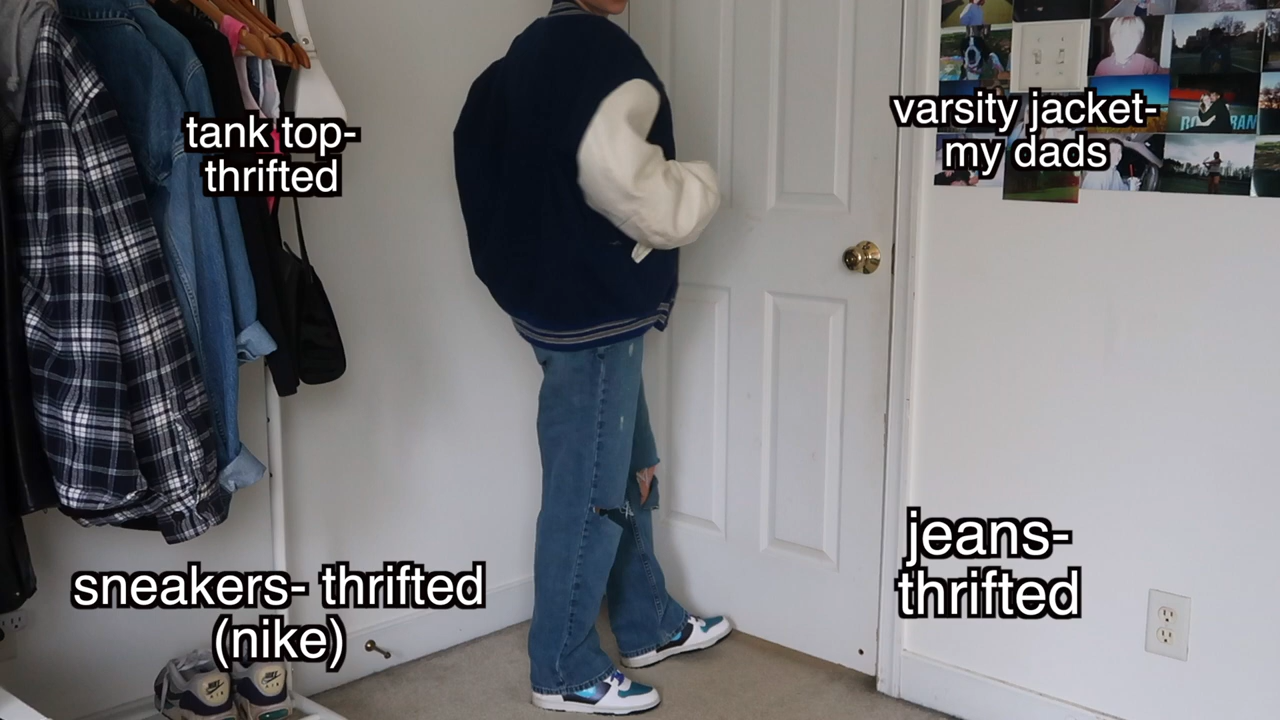 tank top-
thrifted
varsity jacket-
my dads
jeans-
thrifted
sneakers- thrifted
(nike)